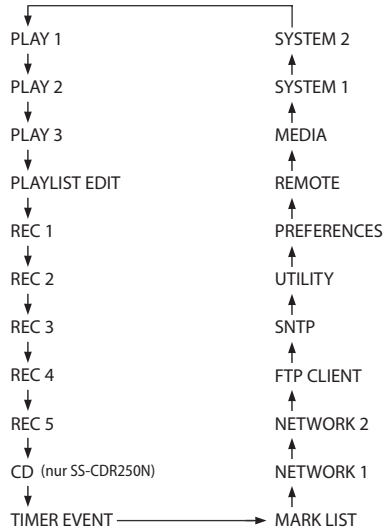 PLAY 1
PLAY 2
PLAY 3
PLAYLIST EDIT
REC 1
REC 2
REC 3
REC 4
REC 5
CD (nur SS-CDR250N)
TIMER EVENT
MARK LIST
NETWORK 1
NETWORK 2
FTP CLIENT
SNTP
UTILITY
PREFERENCES
REMOTE
MEDIA
SYSTEM 1
SYSTEM 2